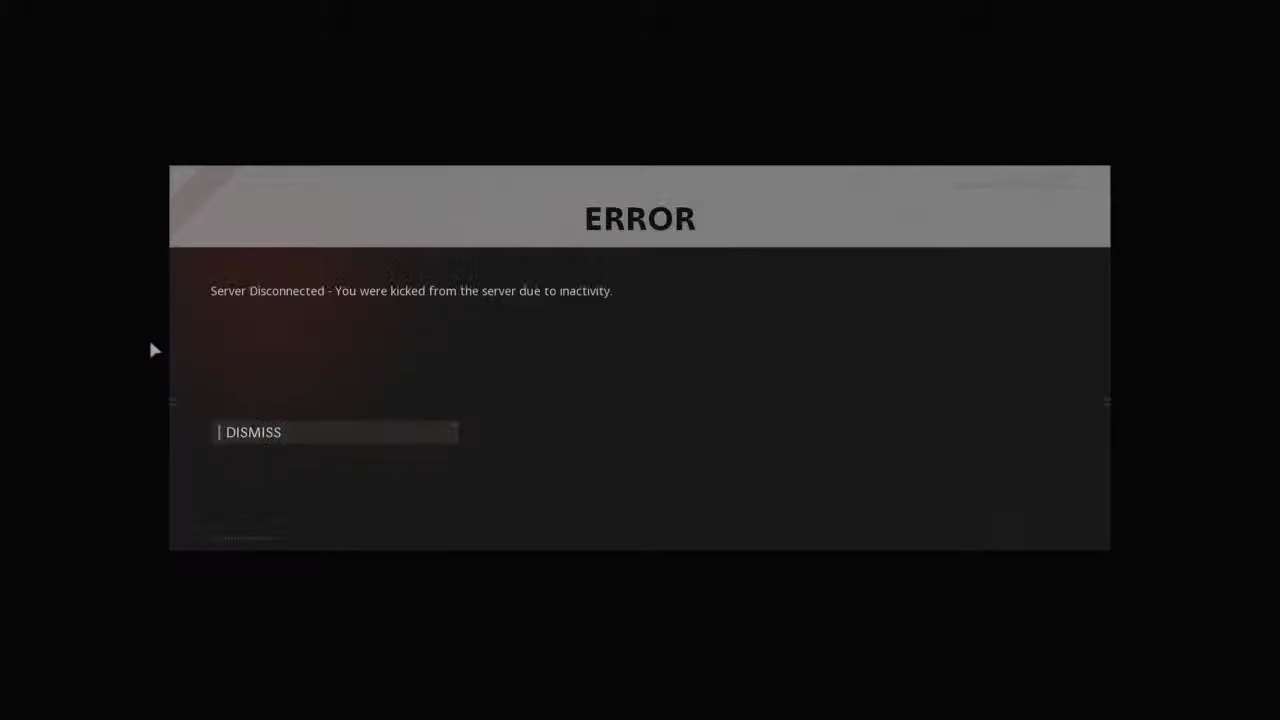 ERROR
Server Disconnected - You were kicked from the server due to inactivity.
DISMISS